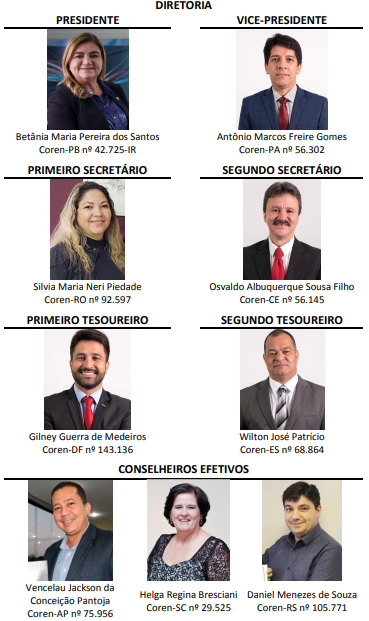 DIRETORIA
PRESIDENTE
VICE-PRESIDENTE
Betânia Maria Pereira dos Santos
Coren-PB nº 42.725-IR
Antônio Marcos Freire Gomes
Coren-PA nº 56.302
PRIMEIRO SECRETÁRIO
SEGUNDO SECRETÁRIO
Silvia Maria Neri Piedade
Coren-RO nº 92.597
Osvaldo Albuquerque Sousa Filho
Coren-CE nº 56.145
PRIMEIRO TESOUREIRO
SEGUNDO TESOUREIRO
Gilney Guerra de Medeiros
Coren-DF nº 143.136
Wilton José Patrício
Coren-ES nº 68.864
CONSELHEIROS EFETIVOS
Vencelau Jackson da
Conceição Pantoja
Coren-AP nº 75.956
Helga Regina Bresciani
Coren-SC nº 29.525
Daniel Menezes de Souza
Coren-RS nº 105.771